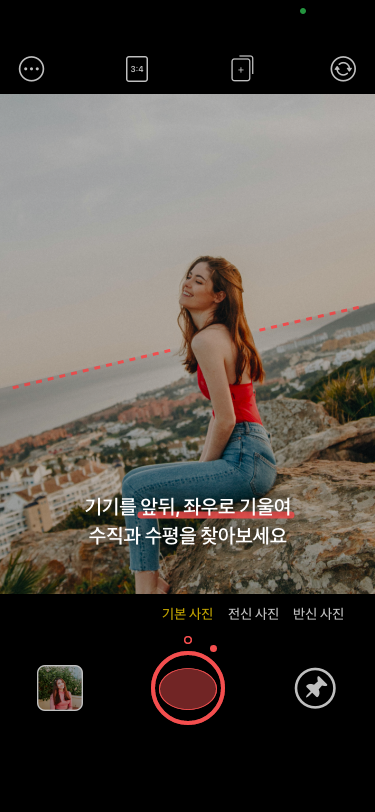 3:4
기기를 앞뒤, 좌우로 기울여
수직과 수평을 찾아보세요
기본 사진 전신 사진 반신 사진